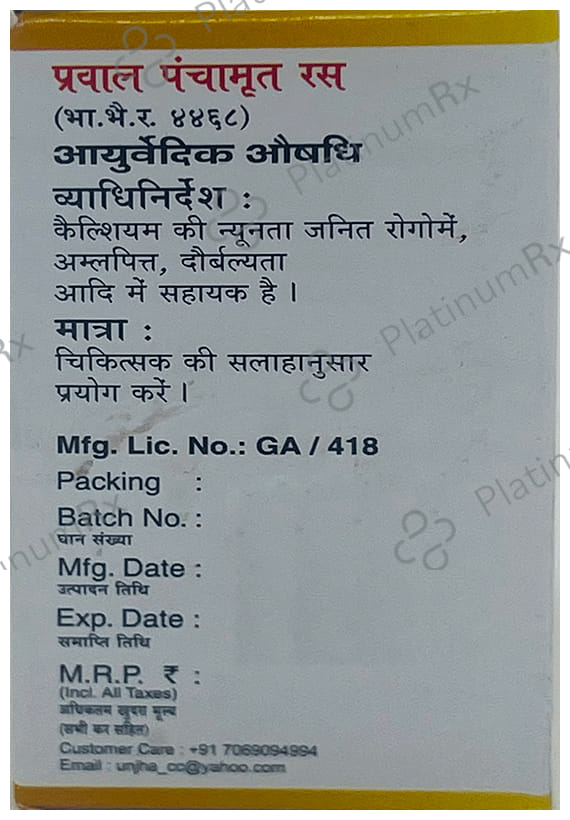 प्रवाल पंचामृत रस
(भा.भै.र. ४४६८)
आयुर्वेदिक औषधि
व्याधिनिर्देश :
कैल्शियम की न्यूनता जनित रोगोमें,
अम्लपित्त, दौर्बल्यता
आदि में सहायक है ।
मात्रा :
चिकित्सक की सलाहानुसार
प्रयोग करें ।
Mfg. Lic. No.: GA / 418
Packing :
Batch No. :
घान संख्या
Mfg. Date :
उत्पादन तिथि
Exp. Date :
समाप्ति तिथि
M.R.P. ₹ :
(Incl. All Taxes)
अधिकतम खुदरा मूल्य
(सभी कर सहित)
Customer Care : +91 7069094994
Email : unjha_cc@yahoo.com
PlatinumRx
PlatinumRx